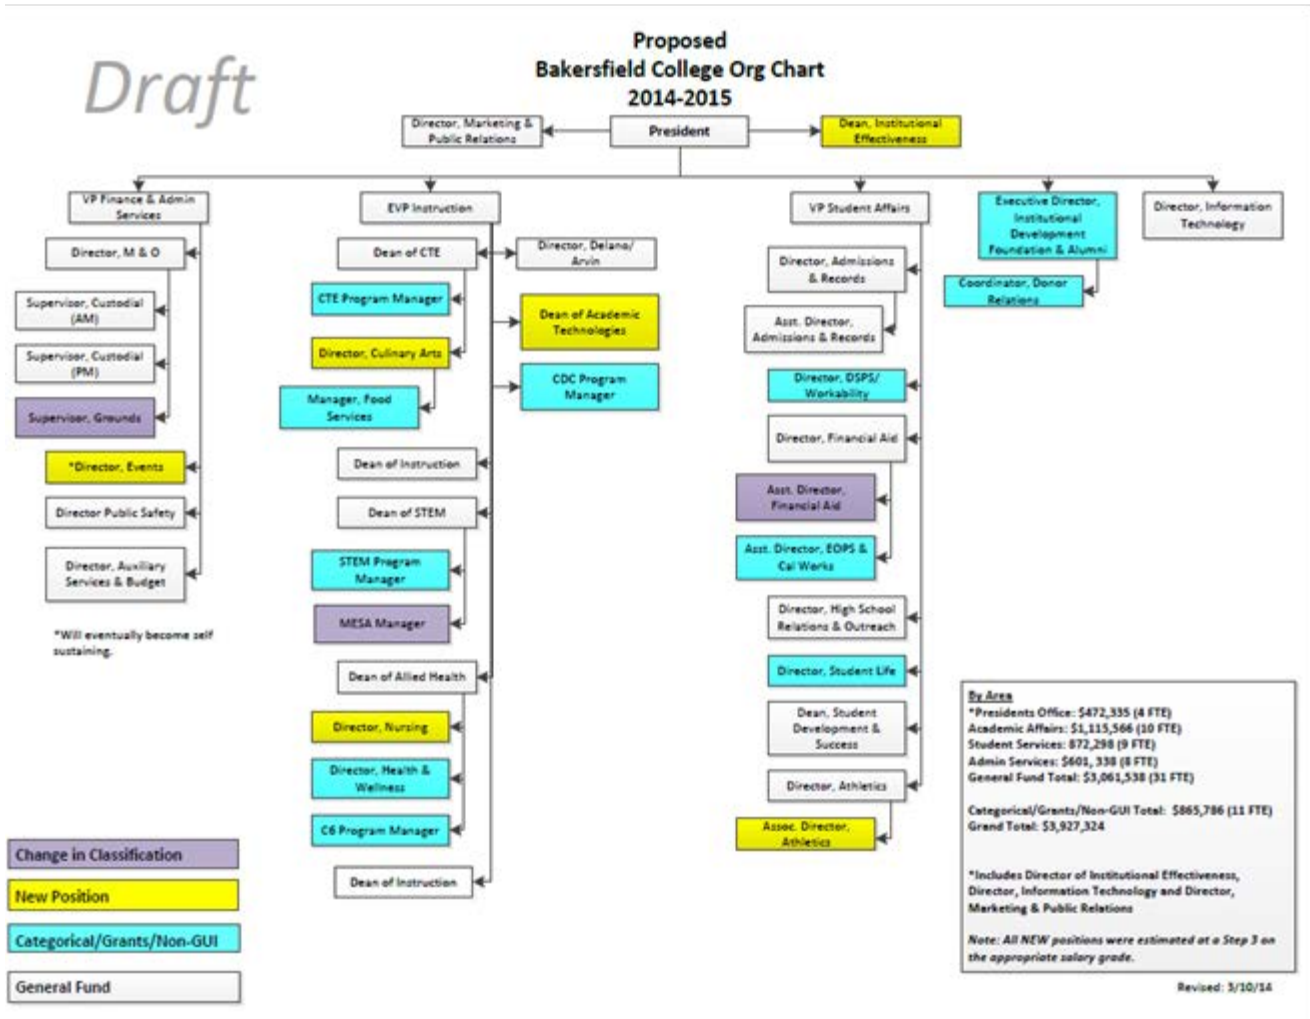 Draft
Proposed
Bakersfield College Org Chart
2014-2015
Director, Marketing &
Public Relations
President
Dean, Institutional
Effectiveness
VP Finance & Admin
Services
EVP Instruction
VP Student Affairs
Executive Director,
Institutional
Development
Foundation & Alumni
Director, Information
Technology
Director, M & O
Supervisor, Custodial
(AM)
Supervisor, Custodial
(PM)
Supervisor, Grounds
*Director, Events
Director Public Safety
Director, Auxiliary
Services & Budget
*Will eventually become self
sustaining.
Dean of CTE
Director, Delano/
Arvin
CTE Program Manager
Dean of Academic
Technologies
Director, Culinary Arts
CDC Program
Manager
Manager, Food
Services
Dean of Instruction
Dean of STEM
STEM Program
Manager
MESA Manager
Dean of Allied Health
Director, Nursing
Director, Health &
Wellness
C6 Program Manager
Dean of Instruction
Director, Admissions
& Records
Asst. Director,
Admissions & Records
Director, DSPS/
Workability
Director, Financial Aid
Asst. Director,
Financial Aid
Asst. Director, EOPS &
Cal Works
Director, High School
Relations & Outreach
Director, Student Life
Dean, Student
Development &
Success
Director, Athletics
Assoc. Director,
Athletics
Coordinator, Donor
Relations
Change in Classification
New Position
Categorical/Grants/Non-GUI
General Fund
By Area
*Presidents Office: $472,335 (4 FTE)
Academic Affairs: $1,115,566 (10 FTE)
Student Services: 872,298 (9 FTE)
Admin Services: $601, 338 (8 FTE)
General Fund Total: $3,061,538 (31 FTE)
Categorical/Grants/Non-GUI Total: $865,786 (11 FTE)
Grand Total: $3,927,324
*Includes Director of Institutional Effectiveness,
Director, Information Technology and Director,
Marketing & Public Relations
Note: All NEW positions were estimated at a Step 3 on
the appropriate salary grade.
Revised: 3/10/14